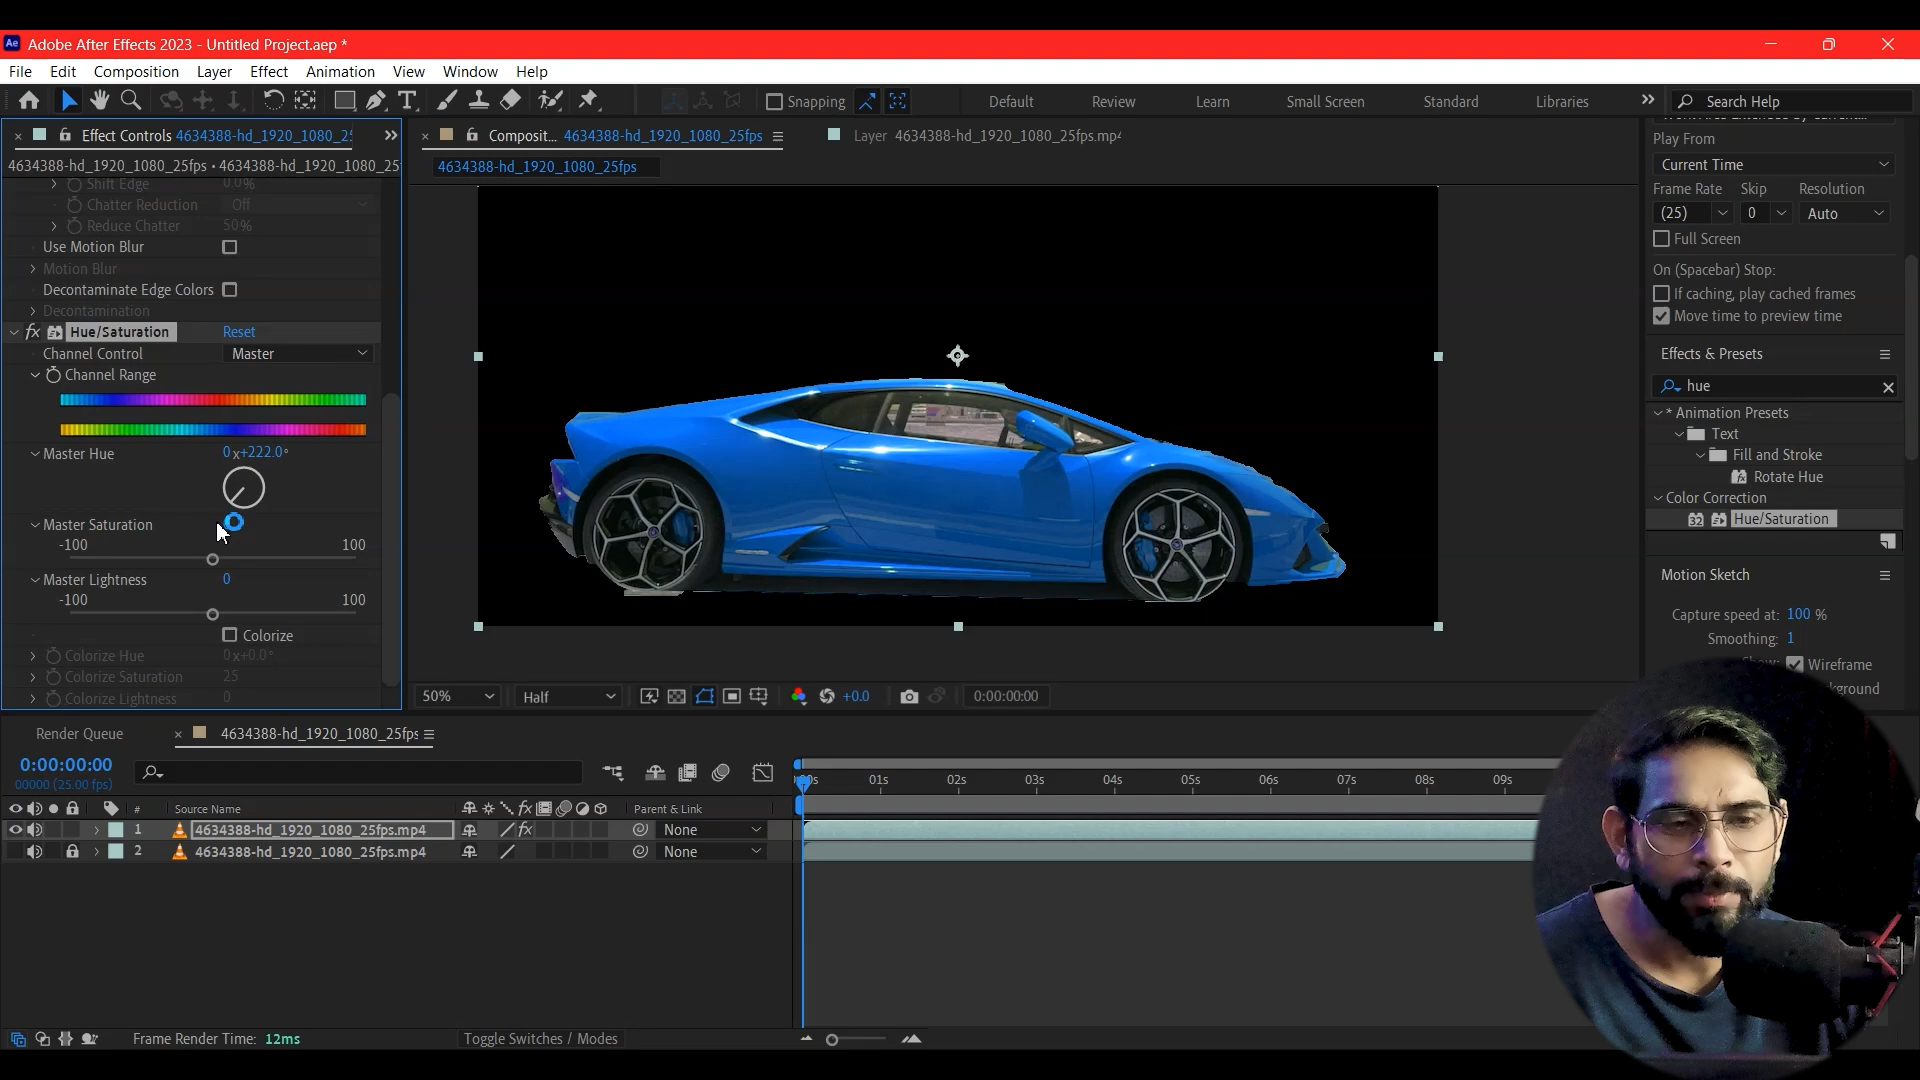 Ae Adobe After Effects 2023 - Untitled Project.aep *
File Edit Composition Layer Effect Animation View Window Help
Snapping Default Review Learn Small Screen Standard Libraries Search Help
Effect Controls 4634388-hd_1920_1080_2
4634388-hd_1920_1080_25fps • 4634388-hd_1920_1080_25
Shift Edge 0.0%
Chatter Reduction Off
Reduce Chatter 50%
Use Motion Blur
Motion Blur
Decontaminate Edge Colors
Decontamination
fx Hue/Saturation Reset
Channel Control Master
Channel Range
Master Hue 0x+222.0°
Master Saturation
-100 100
Master Lightness 0
-100 100
Colorize
Colorize Hue 0x+0.0°
Colorize Saturation 25
Colorize Lightness 0
Composit... 4634388-hd_1920_1080_25fps Layer 4634388-hd_1920_1080_25fps.mp4
4634388-hd_1920_1080_25fps
50% Half +0.0 0:00:00:00
Play From
Current Time
Frame Rate Skip Resolution
(25) 0 Auto
Full Screen
On (Spacebar) Stop:
If caching, play cached frames
Move time to preview time
Effects & Presets
hue
* Animation Presets
Text
Fill and Stroke
Rotate Hue
Color Correction
32 Hue/Saturation
Motion Sketch
Capture speed at: 100 %
Smoothing: 1
Wireframe
Render Queue 4634388-hd_1920_1080_25fps
0:00:00:00
00000 (25.00 fps)
01s 02s 03s 04s 05s 06s 07s 08s 09s
# Source Name fx Parent & Link
1 4634388-hd_1920_1080_25fps.mp4 fx None
2 4634388-hd_1920_1080_25fps.mp4 None
Frame Render Time: 12ms Toggle Switches / Modes